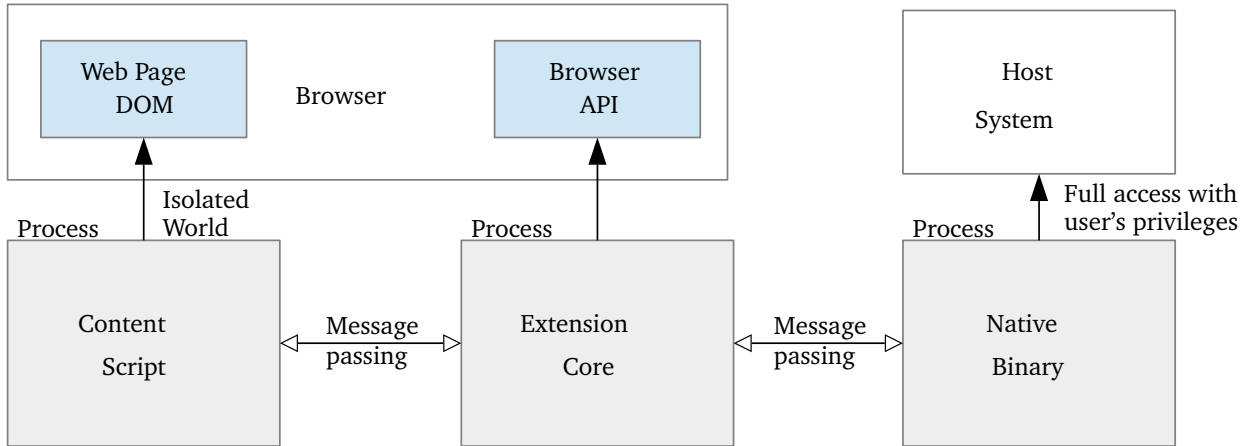 Web Page
DOM
Browser
Browser
API
Host
System
Isolated
World
Full access with
user's privileges
Process
Process
Process
Content
Script
Message
passing
Extension
Core
Message
passing
Native
Binary